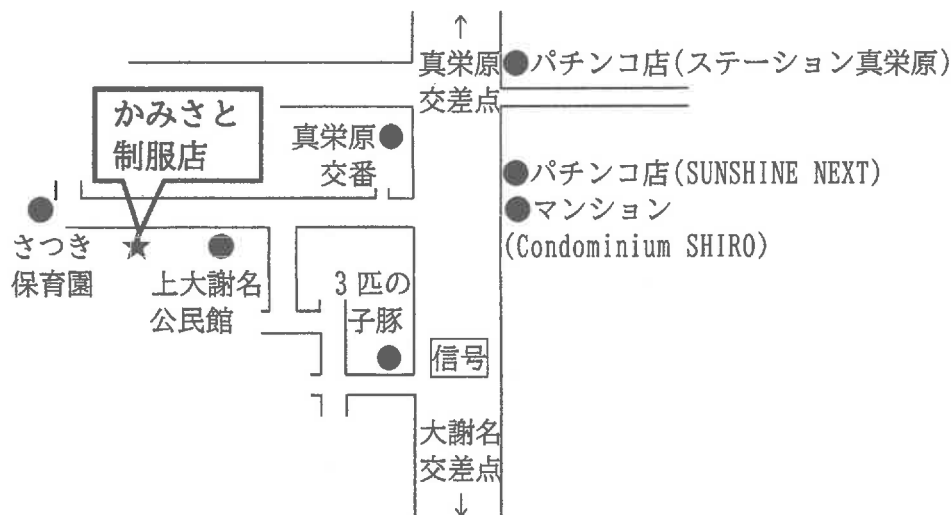 ↑
真栄原
交差点
パチンコ店(ステーション真栄原)
かみさと
制服店
真栄原
交番
パチンコ店(SUNSHINE NEXT)
マンション
(Condominium SHIRO)
さつき
保育園
上大謝名
公民館
3匹の
子豚
信号
大謝名
交差点
↓